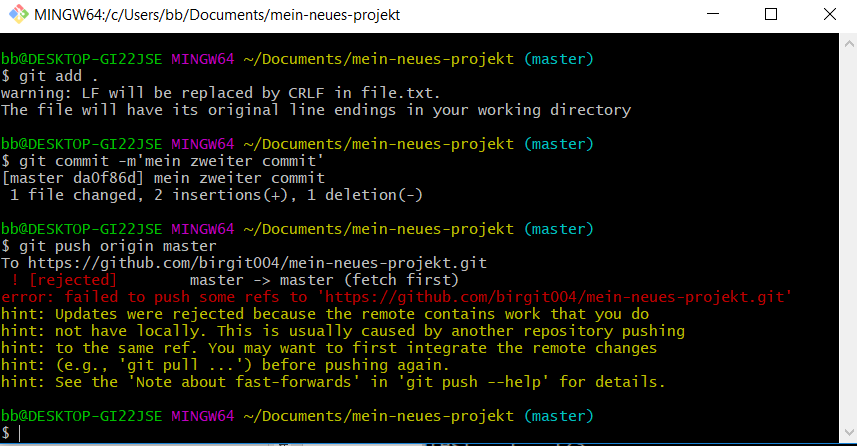 MINGW64:/c/Users/bb/Documents/mein-neues-projekt
bb@DESKTOP-GI22JSE MINGW64 ~/Documents/mein-neues-projekt (master)
$ git add .
warning: LF will be replaced by CRLF in file.txt.
The file will have its original line endings in your working directory
bb@DESKTOP-GI22JSE MINGW64 ~/Documents/mein-neues-projekt (master)
$ git commit -m'mein zweiter commit'
[master da0f86d] mein zweiter commit
 1 file changed, 2 insertions(+), 1 deletion(-)
bb@DESKTOP-GI22JSE MINGW64 ~/Documents/mein-neues-projekt (master)
$ git push origin master
To https://github.com/birgit004/mein-neues-projekt.git
 ! [rejected]        master -> master (fetch first)
error: failed to push some refs to 'https://github.com/birgit004/mein-neues-projekt.git'
hint: Updates were rejected because the remote contains work that you do
hint: not have locally. This is usually caused by another repository pushing
hint: to the same ref. You may want to first integrate the remote changes
hint: (e.g., 'git pull ...') before pushing again.
hint: See the 'Note about fast-forwards' in 'git push --help' for details.
bb@DESKTOP-GI22JSE MINGW64 ~/Documents/mein-neues-projekt (master)
$